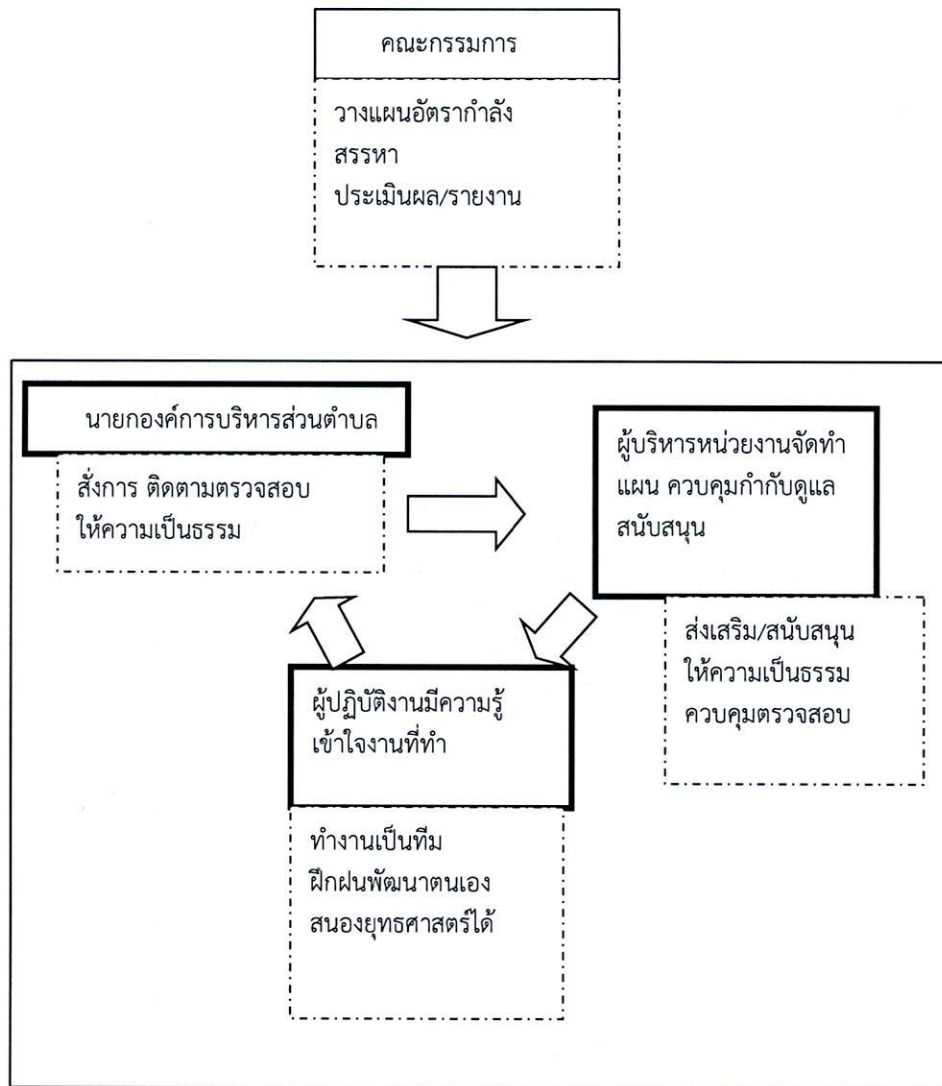 คณะกรรมการ
วางแผนอัตรากำลัง
สรรหา
ประเมินผล/รายงาน
นายกองค์การบริหารส่วนตำบล
สั่งการ ติดตามตรวจสอบ
ให้ความเป็นธรรม
ผู้บริหารหน่วยงานจัดทำ
แผน ควบคุมกำกับดูแล
สนับสนุน
ส่งเสริม/สนับสนุน
ให้ความเป็นธรรม
ควบคุมตรวจสอบ
ผู้ปฏิบัติงานมีความรู้
เข้าใจงานที่ทำ
ทำงานเป็นทีม
ฝึกฝนพัฒนาตนเอง
สนองยุทธศาสตร์ได้